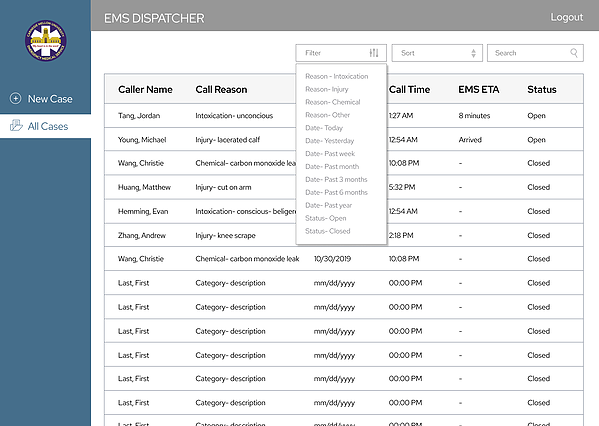 EMS DISPATCHER
Logout
New Case
All Cases
Filter
Sort
Search
Reason - Intoxication
Reason- Injury
Reason- Chemical
Reason- Other
Date- Today
Date- Yesterday
Date- Past week
Date- Past month
Date- Past 3 months
Date- Past 6 months
Date- Past year
Status- Open
Status- Closed
Caller Name Call Reason Call Time EMS ETA Status
Tang, Jordan Intoxication- unconcious 1:27 AM 8 minutes Open
Young, Michael Injury- lacerated calf 12:54 AM Arrived Open
Wang, Christie Chemical- carbon monoxide lea 10:08 PM - Closed
Huang, Matthew Injury- cut on arm 5:32 PM - Closed
Hemming, Evan Intoxication- conscious- beliger 12:54 AM - Closed
Zhang, Andrew Injury- knee scrape 2:18 PM - Closed
Wang, Christie Chemical- carbon monoxide leak 10/30/2019 10:08 PM - Closed
Last, First Category- description mm/dd/yyyy 00:00 PM - Closed
Last, First Category- description mm/dd/yyyy 00:00 PM - Closed
Last, First Category- description mm/dd/yyyy 00:00 PM - Closed
Last, First Category- description mm/dd/yyyy 00:00 PM - Closed
Last, First Category- description mm/dd/yyyy 00:00 PM - Closed
Last, First Category- description mm/dd/yyyy 00:00 PM - Closed
Last, First Category- description mm/dd/yyyy 00:00 PM - Closed